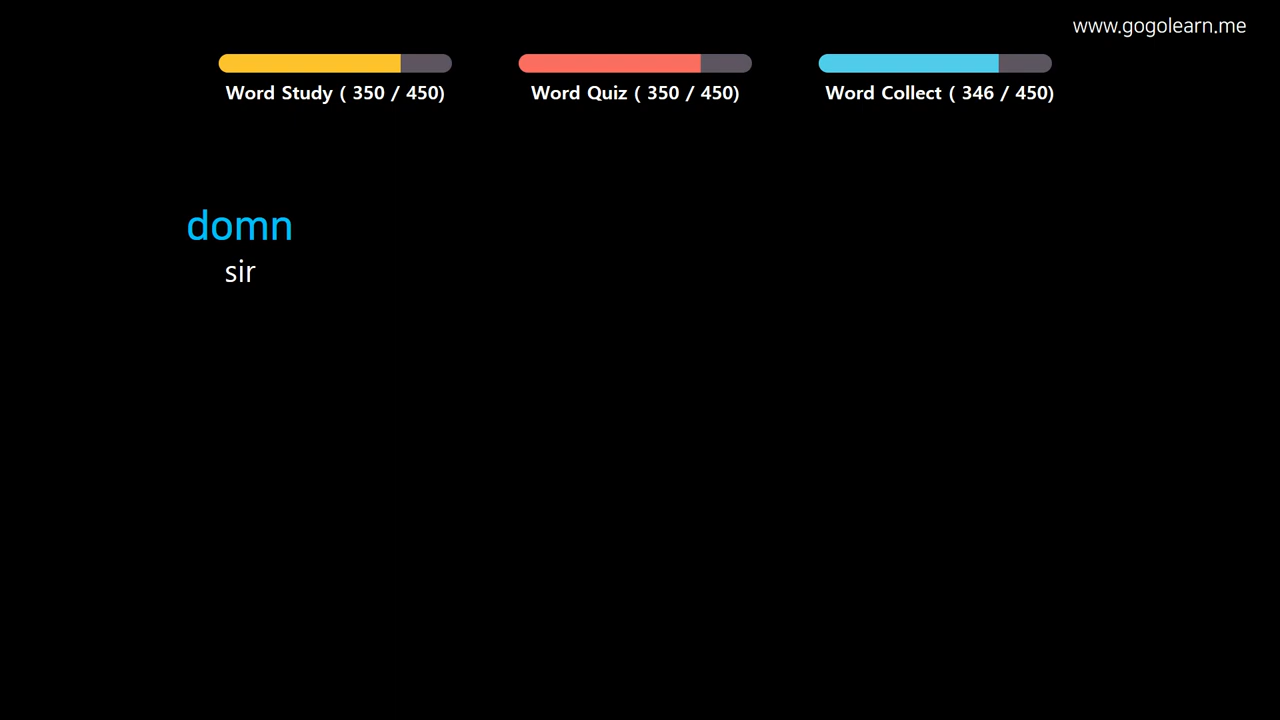 www.gogolearn.me
Word Study ( 350 / 450)
Word Quiz ( 350 / 450)
Word Collect ( 346 / 450)
domn
sir